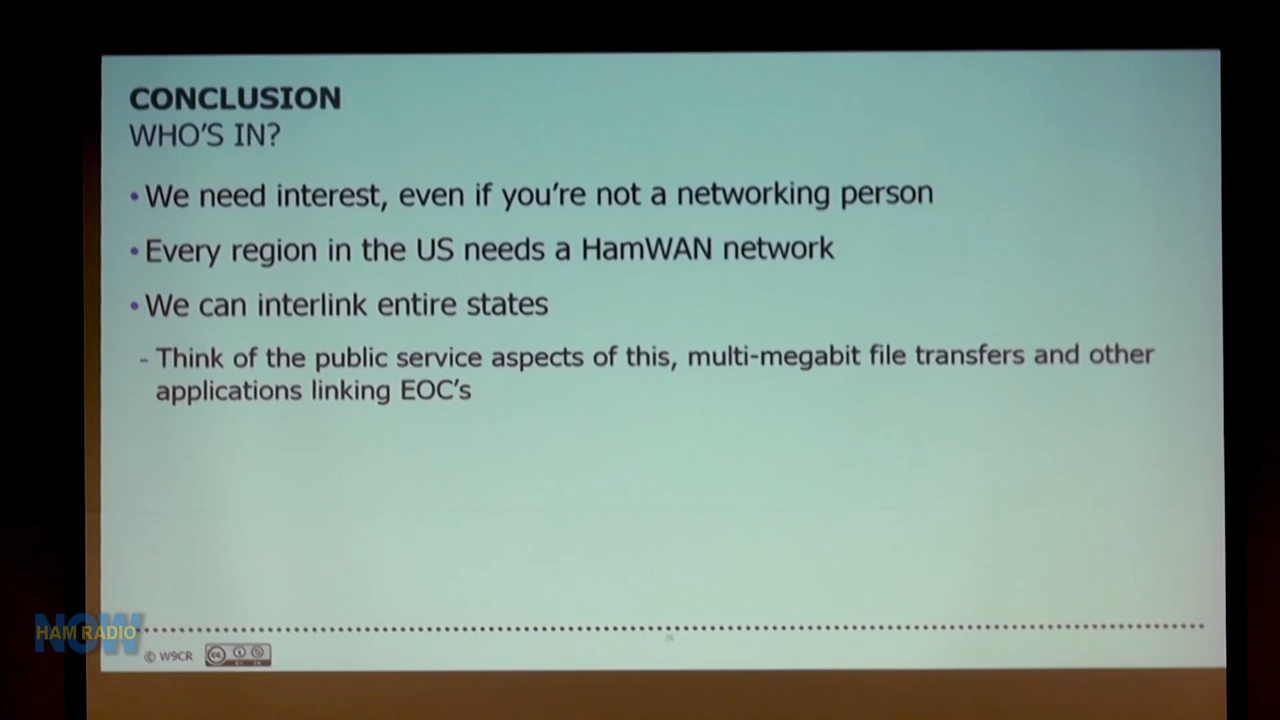 CONCLUSION
WHO'S IN?
• We need interest, even if you're not a networking person
• Every region in the US needs a HamWAN network
• We can interlink entire states
- Think of the public service aspects of this, multi-megabit file transfers and other
applications linking EOC's
NOW
HAM RADIO
© W9CR
cc